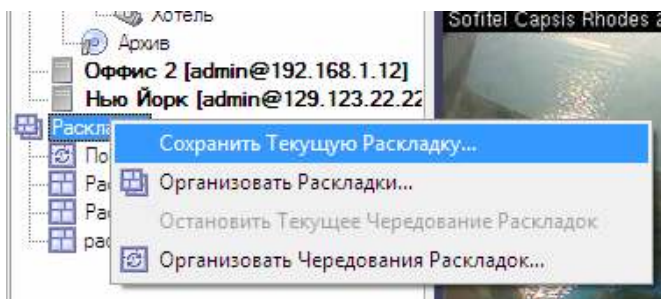 Хотель
Sofitel Capsis Rhodes
Архив
Оффис 2 [admin@192.168.1.12]
Нью Йорк [admin@129.123.22.22
Сохранить Текущую Раскладку...
Организовать Раскладки...
Остановить Текущее Чередование Раскладок
Организовать Чередования Раскладок...